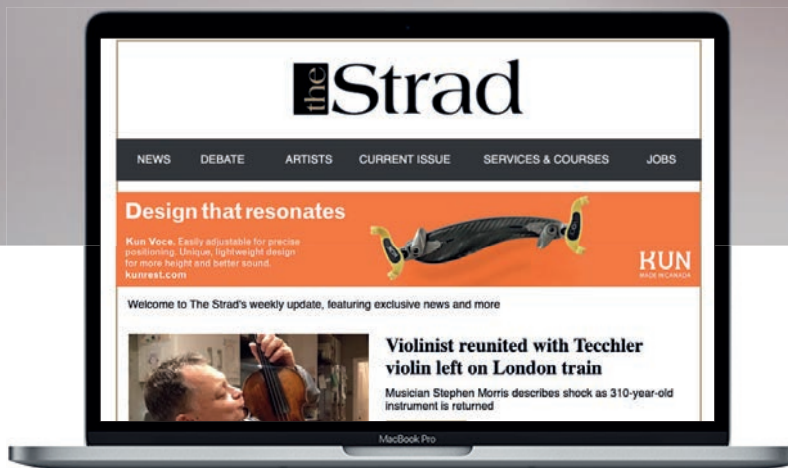 the Strad
NEWS DEBATE ARTISTS CURRENT ISSUE SERVICES & COURSES JOBS
Design that resonates
Kun Voce. Easily adjustable for precise
positioning. Unique, lightweight design
for more height and better sound.
kunrest.com
KUN
MADE IN CANADA
Welcome to The Strad's weekly update, featuring exclusive news and more
Violinist reunited with Tecchler
violin left on London train
Musician Stephen Morris describes shock as 310-year-old
instrument is returned
MacBook Pro